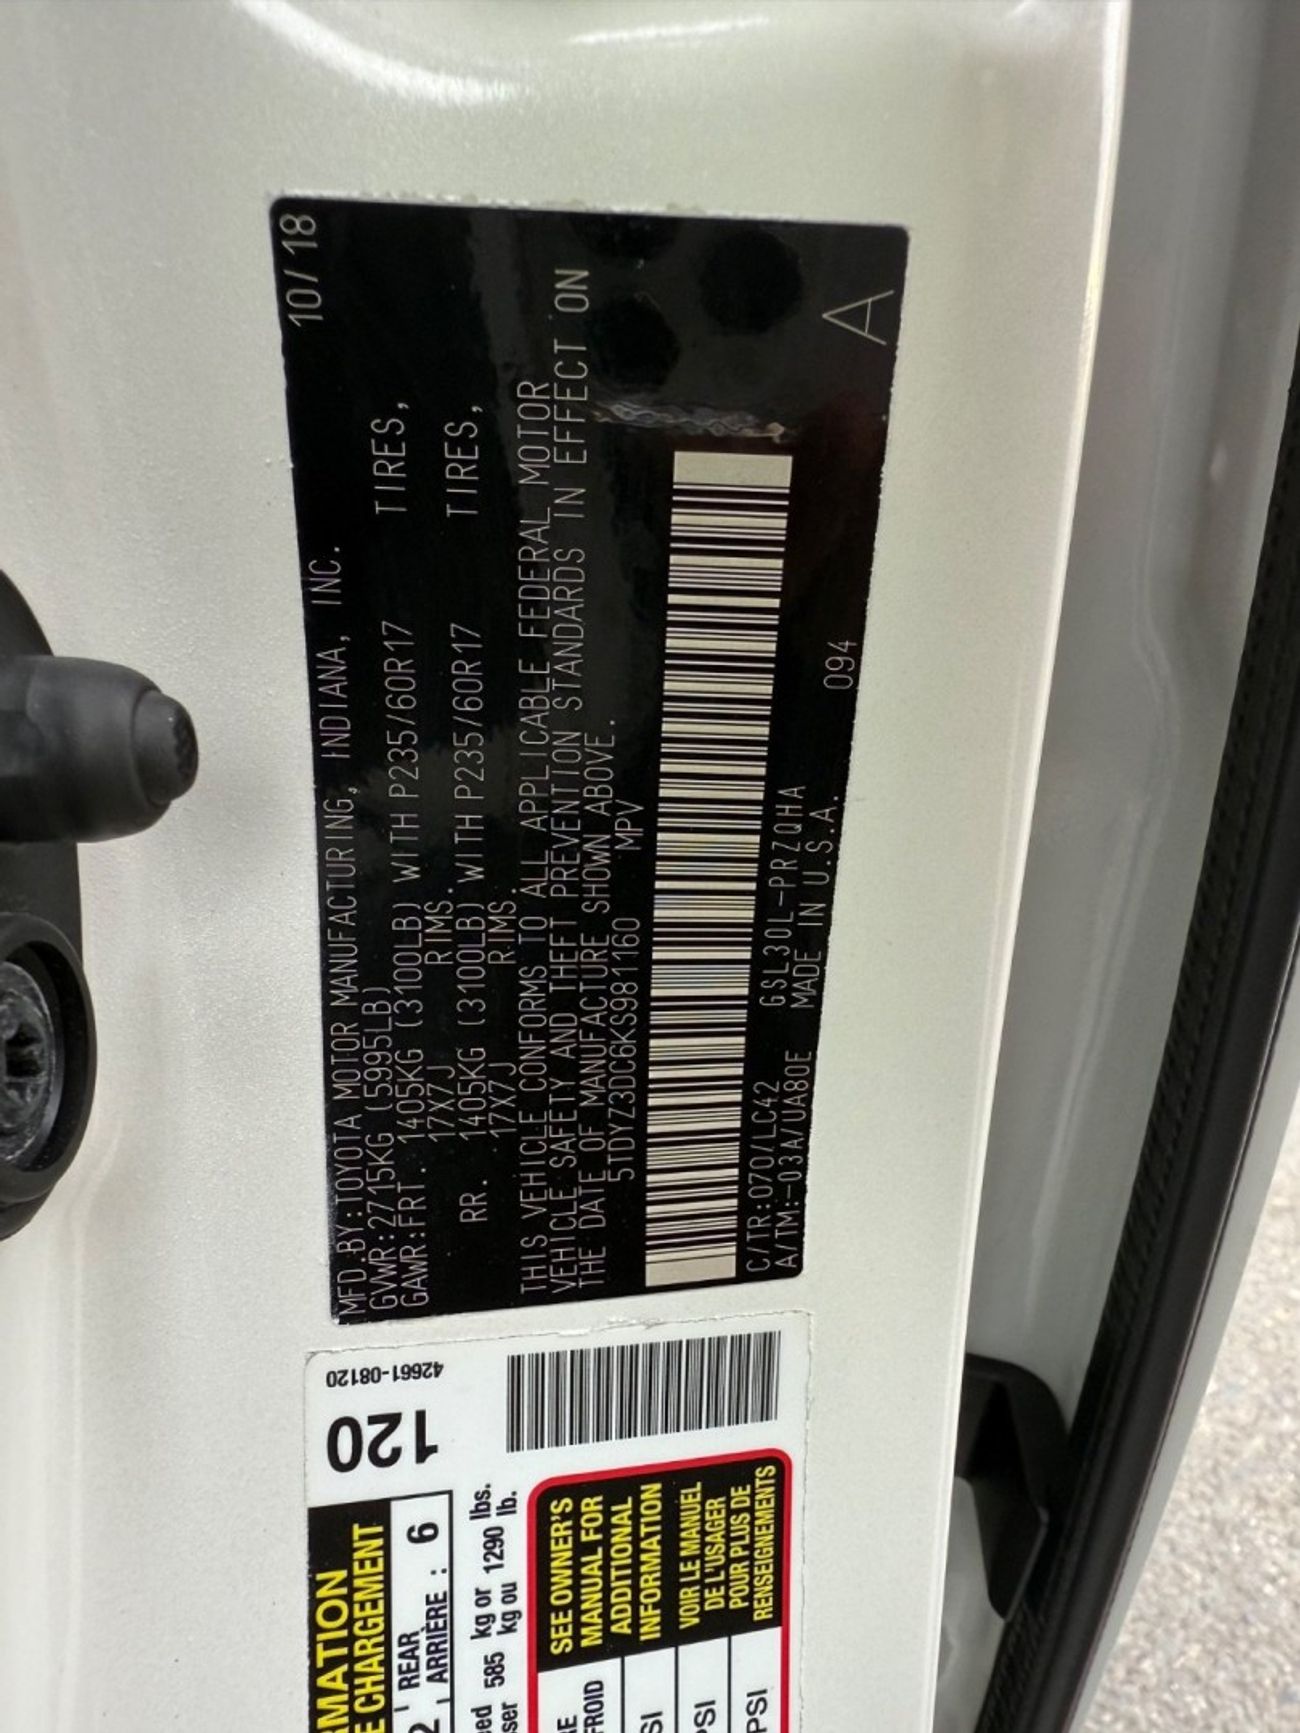 10/18
MFD.BY:TOYOTA MOTOR MANUFACTURING, INDIANA, INC.
GVWR:2715KG (5995LB)
GAWR:FRT. 1405KG (3100LB) WITH P235/60R17 TIRES,
17X7J RIMS.
RR. 1405KG (3100LB) WITH P235/60R17 TIRES,
17X7J RIMS.
THIS VEHICLE CONFORMS TO ALL APPLICABLE FEDERAL MOTOR
VEHICLE SAFETY AND THEFT PREVENTION STANDARDS IN EFFECT ON
THE DATE OF MANUFACTURE SHOWN ABOVE.
5TDYZ3DC6KS981160 MPV
C/TR:070/LC42 GSL30L-PRZQHA
A/TM:-03A/UA80E MADE IN U.S.A. 094
A
42661-08120
120
RMATION
E CHARGEMENT
2 REAR
ARRIÈRE : 6
585 kg or 1290 lbs.
kg ou lb.
SEE OWNER'S
MANUAL FOR
ADDITIONAL
INFORMATION
VOIR LE MANUEL
DE L'USAGER
POUR PLUS DE
RENSEIGNEMENTS
FROID
PSI
PSI